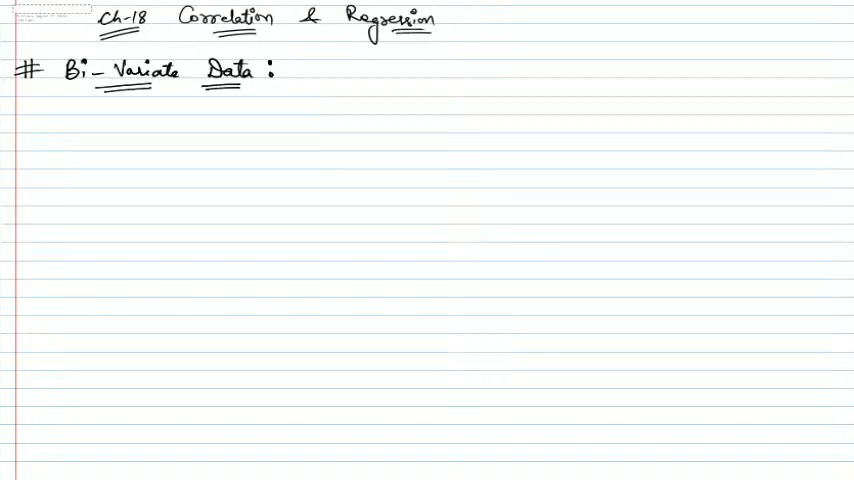 Ch-18 Correlation & Regression
# Bi-Variate Data :